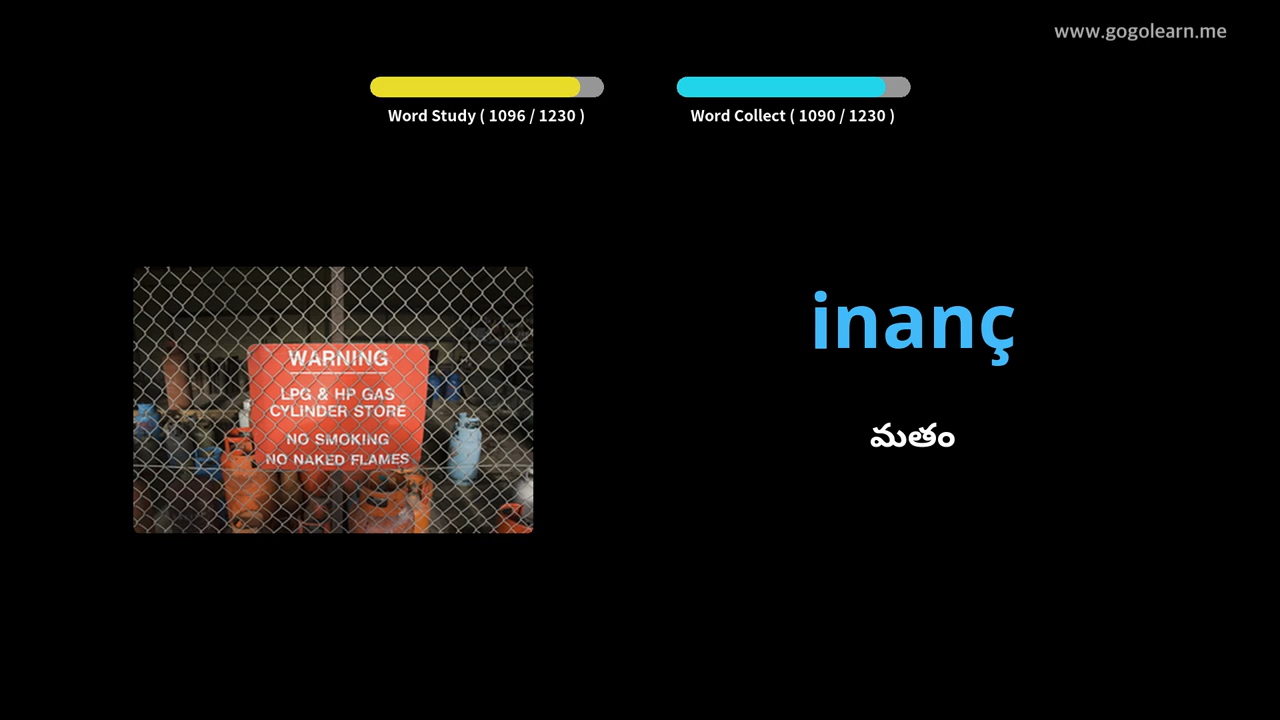 www.gogolearn.me
Word Study ( 1096 / 1230 )
Word Collect ( 1090 / 1230 )
WARNING
LPG & HP GAS
CYLINDER STORE
NO SMOKING
NO NAKED FLAMES
inanç
మతం